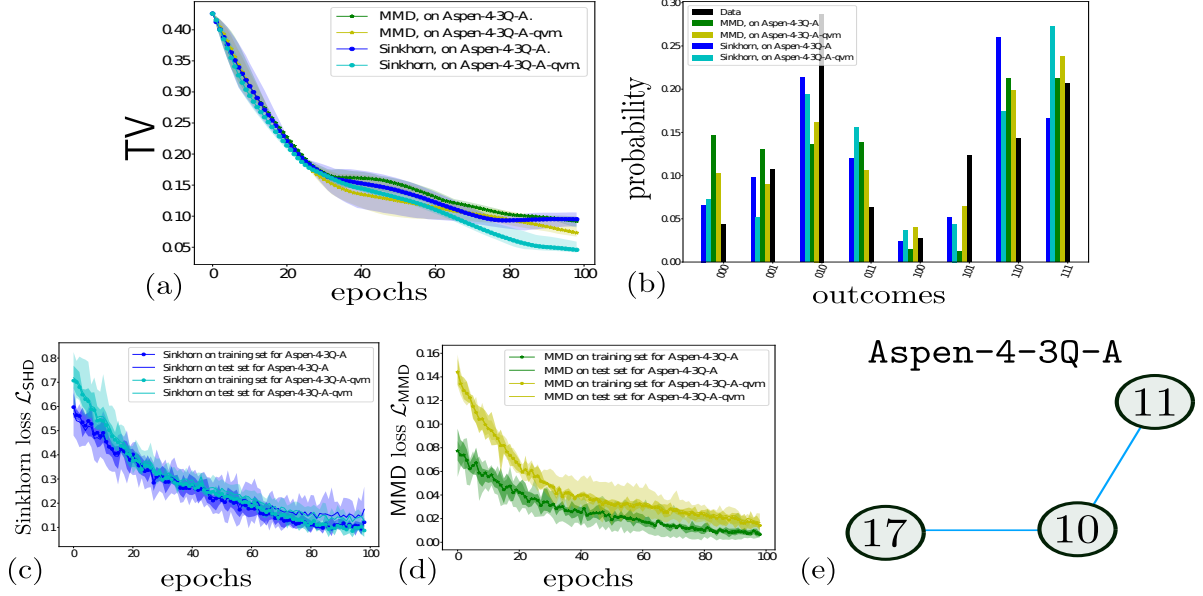 MMD, on Aspen-4-3Q-A.
MMD, on Aspen-4-3Q-A-qvm.
Sinkhorn, on Aspen-4-3Q-A.
Sinkhorn, on Aspen-4-3Q-A-qvm.
TV
0.40
0.35
0.30
0.25
0.20
0.15
0.10
0.05
0
20
40
60
80
100
(a)
epochs
Data
MMD, on Aspen-4-3Q-A
MMD, on Aspen-4-3Q-A-qvm
Sinkhorn, on Aspen-4-3Q-A
Sinkhorn, on Aspen-4-3Q-A-qvm
probability
0.30
0.25
0.20
0.15
0.10
0.05
0.00
000
001
010
011
100
101
110
111
(b)
outcomes
Sinkhorn on training set for Aspen-4-3Q-A
Sinkhorn on test set for Aspen-4-3Q-A
Sinkhorn on training set for Aspen-4-3Q-A-qvm
Sinkhorn on test set for Aspen-4-3Q-A-qvm
Sinkhorn loss ℒSHD
0.8
0.7
0.6
0.5
0.4
0.3
0.2
0.1
0
20
40
60
80
100
(c)
epochs
MMD on training set for Aspen-4-3Q-A
MMD on test set for Aspen-4-3Q-A
MMD on training set for Aspen-4-3Q-A-qvm
MMD on test set for Aspen-4-3Q-A-qvm
MMD loss ℒMMD
0.16
0.14
0.12
0.10
0.08
0.06
0.04
0.02
0.00
0
20
40
60
80
100
(d)
epochs
Aspen-4-3Q-A
11
17
10
(e)